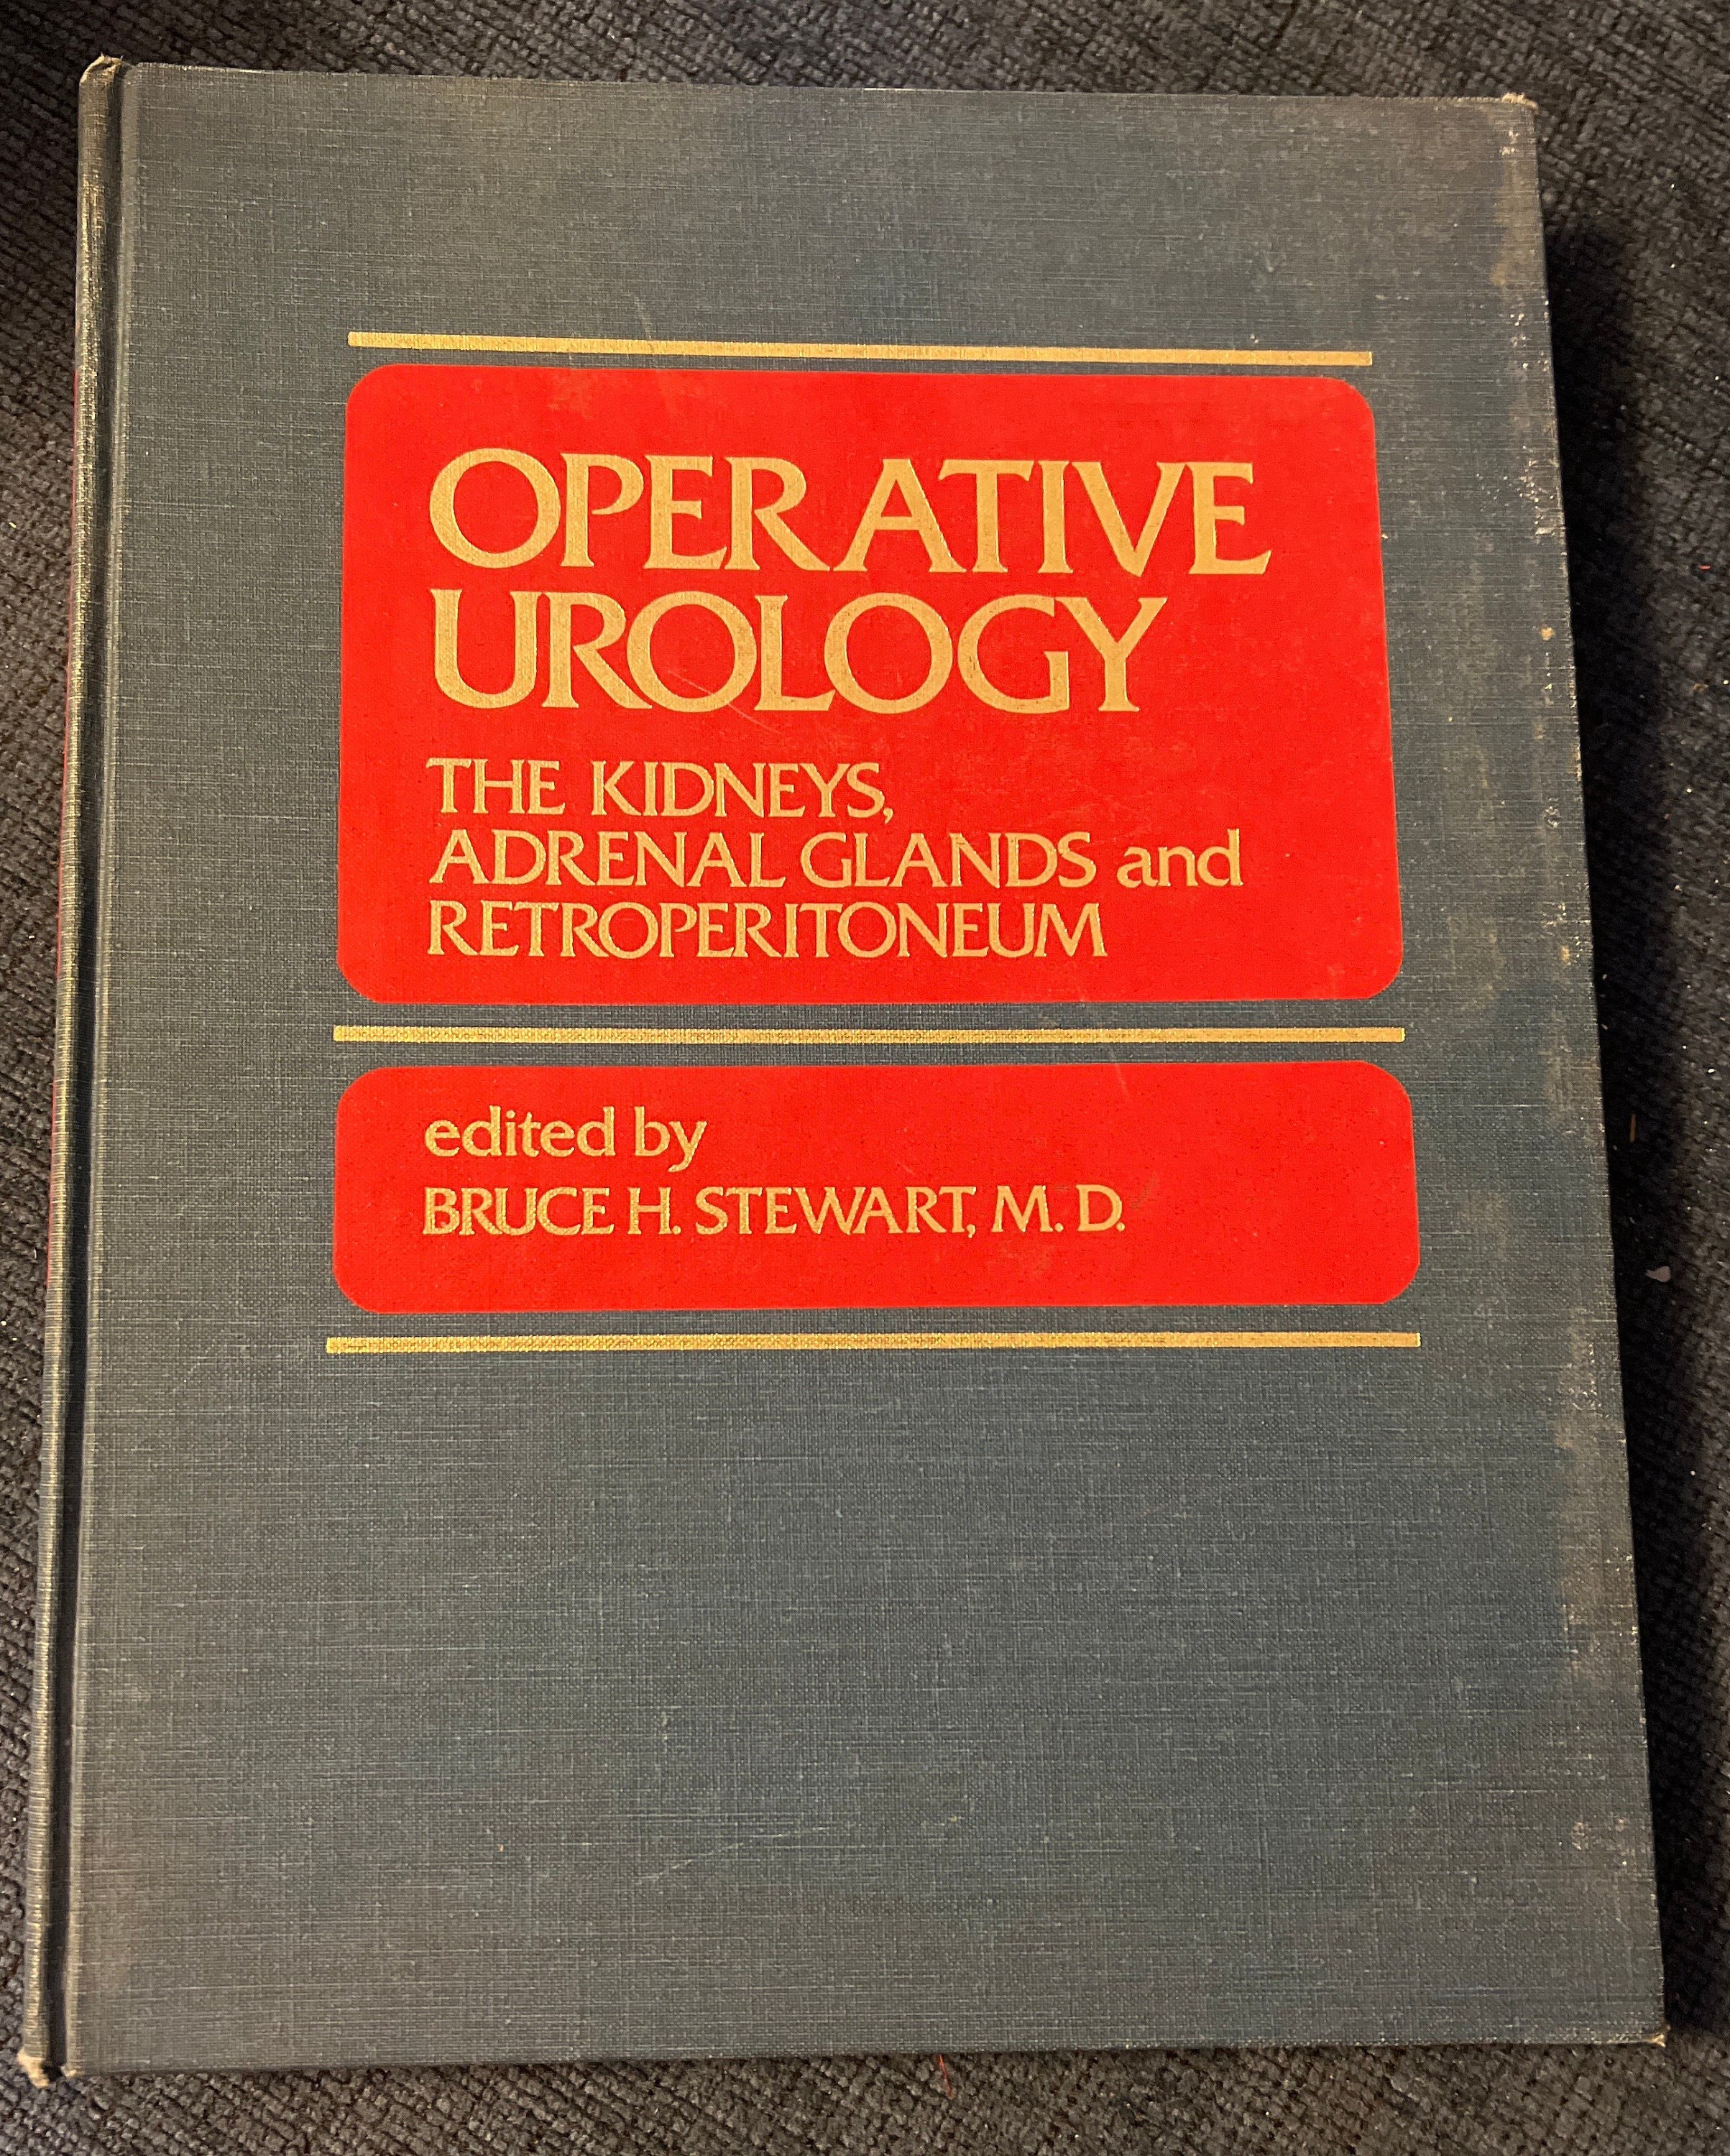 OPERATIVE
UROLOGY
THE KIDNEYS,
ADRENAL GLANDS and
RETROPERITONEUM
edited by
BRUCE H. STEWART, M. D.